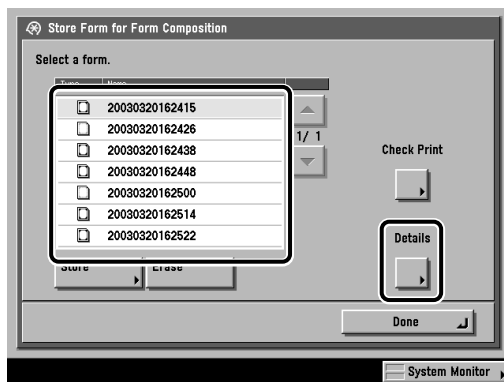 Store Form for Form Composition
Select a form.
Type Name
20030320162415
20030320162426
1/ 1
20030320162438
Check Print
20030320162448
20030320162500
20030320162514
20030320162522
Details
Store
Erase
Done
System Monitor